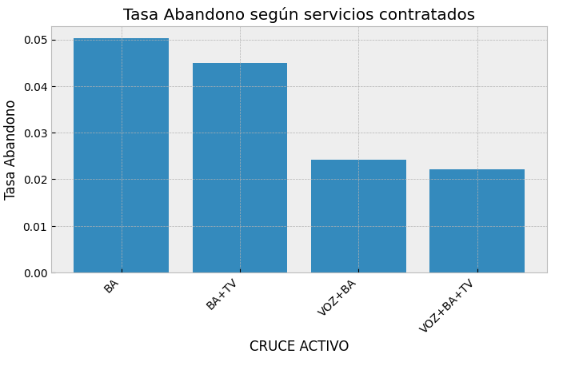 Tasa Abandono según servicios contratados
Tasa Abandono
0.05
0.04
0.03
0.02
0.01
0.00
BA
BA+TV
VOZ+BA
VOZ+BA+TV
CRUCE ACTIVO